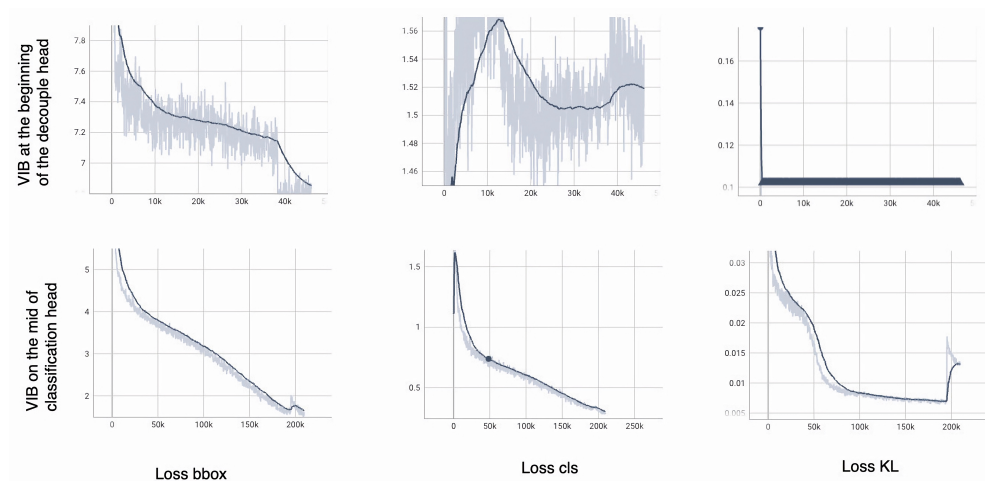 VIB at the beginning
of the decouple head
7.8
7.6
7.4
7.2
7
0 10k 20k 30k 40k 5
1.56
1.54
1.52
1.5
1.48
1.46
0 10k 20k 30k 40k 5
0.16
0.14
0.12
0.1
0 10k 20k 30k 40k
VIB on the mid of
classification head
5
4
3
2
0 50k 100k 150k 200k
1.5
1
0.5
0 50k 100k 150k 200k 250k
0.03
0.025
0.02
0.015
0.01
0.005
0 50k 100k 150k 200k
Loss bbox
Loss cls
Loss KL